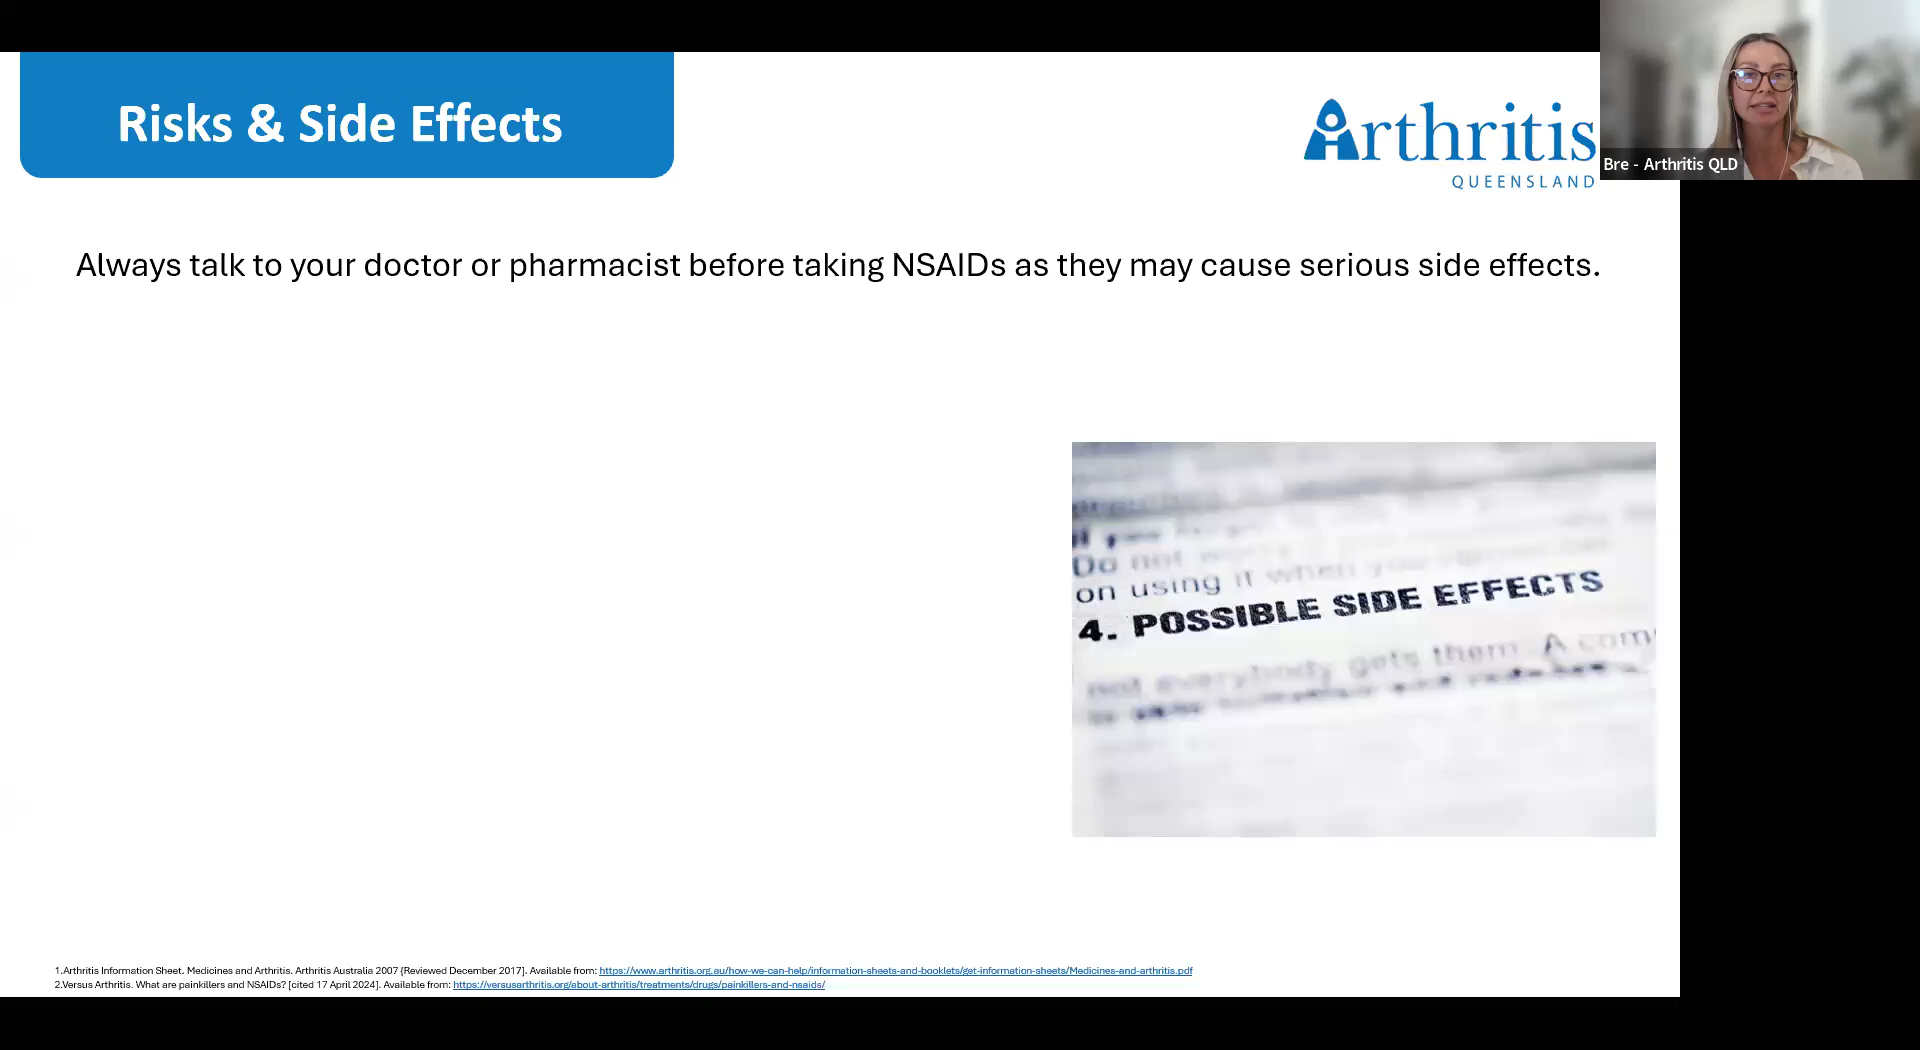 Risks & Side Effects
Arthritis
QUEENSLAND
Bre - Arthritis QLD
Always talk to your doctor or pharmacist before taking NSAIDs as they may cause serious side effects.
Do not
on using it when you
4. POSSIBLE SIDE EFFECTS
not everybody gets them. A com
1.Arthritis Information Sheet. Medicines and Arthritis. Arthritis Australia 2007 {Reviewed December 2017]. Available from: https://www.arthritis.org.au/how-we-can-help/information-sheets-and-booklets/get-information-sheets/Medicines-and-arthritis.pdf
2.Versus Arthritis. What are painkillers and NSAIDs? [cited 17 April 2024]. Available from: https://versusarthritis.org/about-arthritis/treatments/drugs/painkillers-and-nsaids/